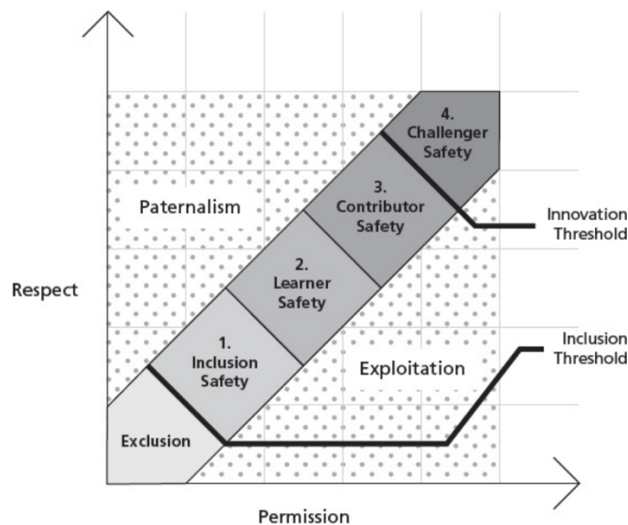 4.
Challenger
Safety
3.
Contributor
Safety
Paternalism
Innovation
Threshold
2.
Learner
Safety
Respect
1.
Inclusion
Safety
Inclusion
Threshold
Exploitation
Exclusion
Permission